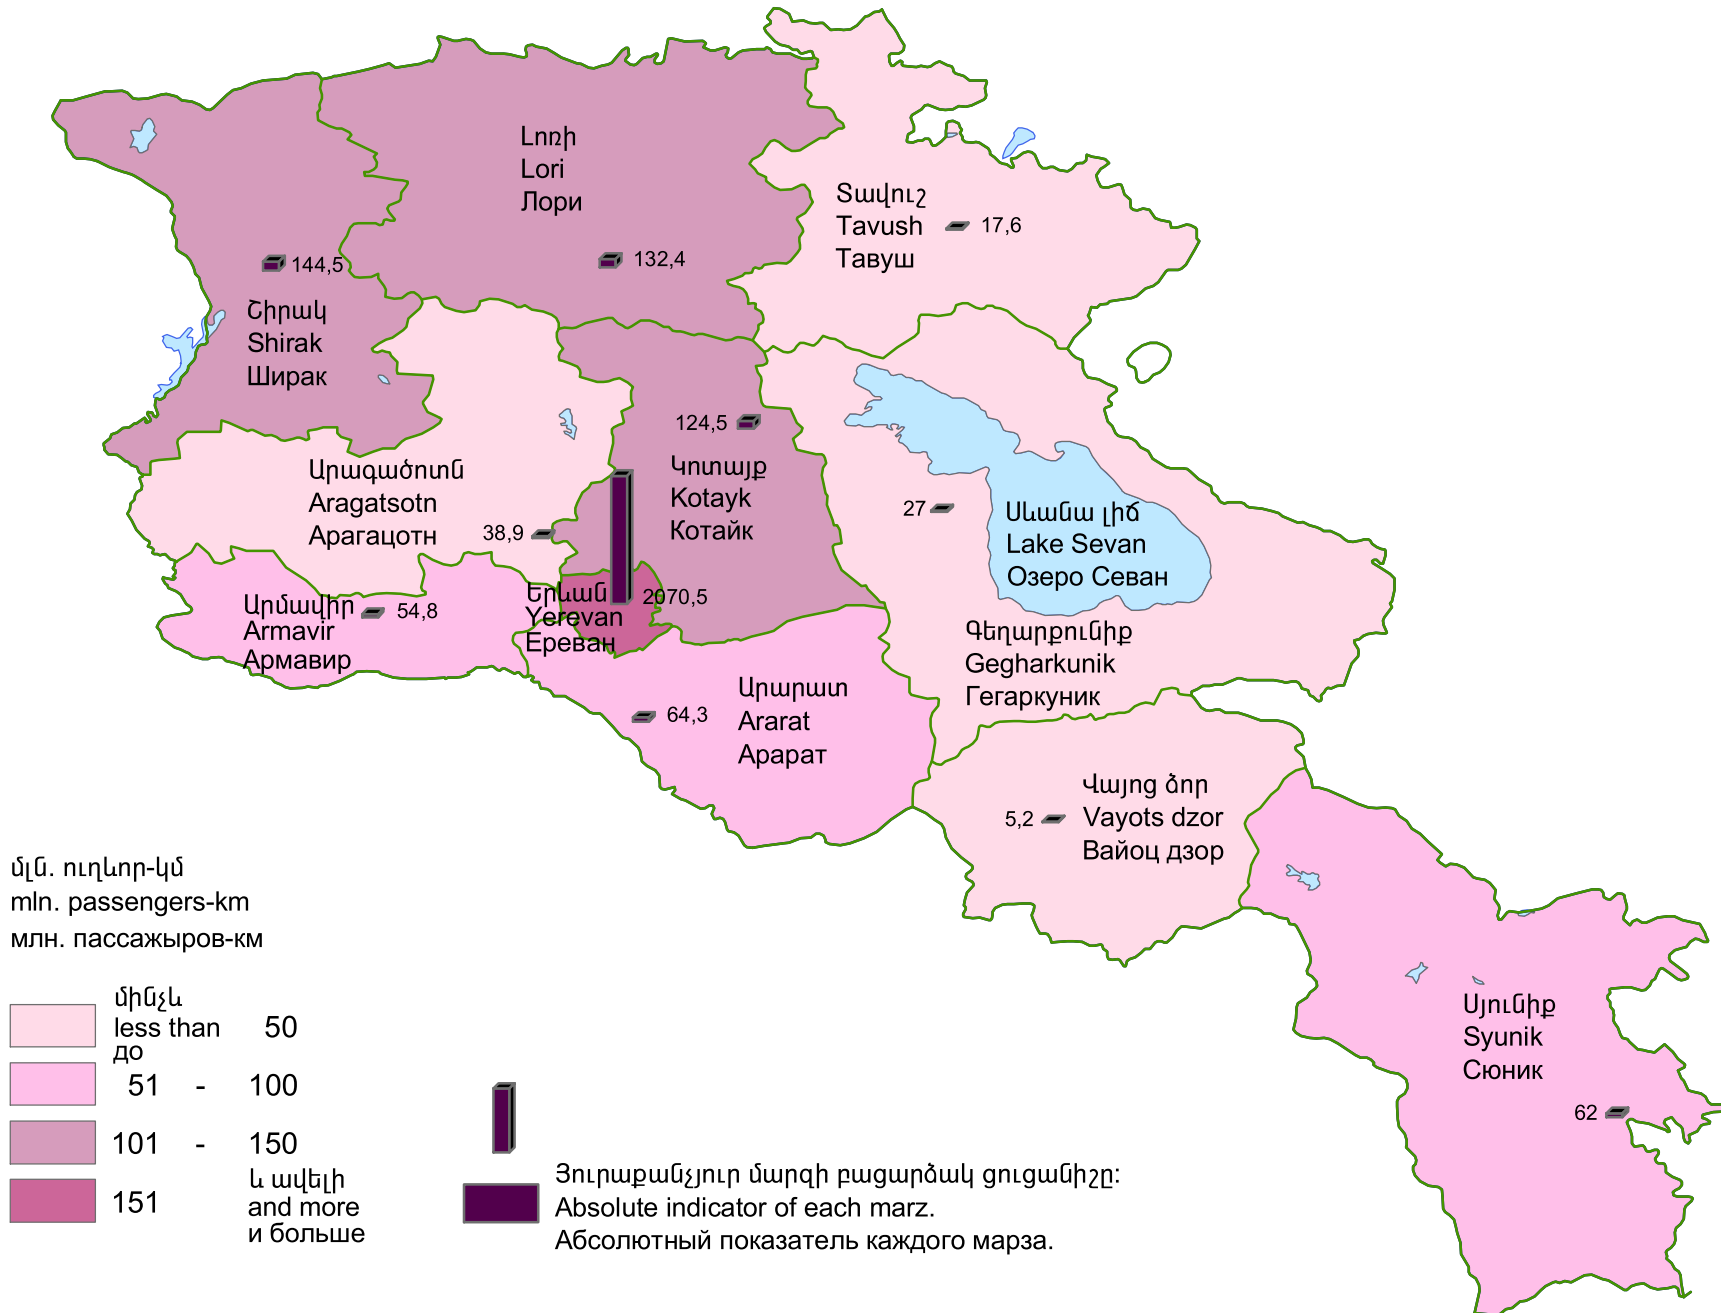 Լոռի
Lori
Лори
132,4
Տավուշ
Tavush
Тавуш
17,6
144,5
Շիրակ
Shirak
Ширак
124,5
Կոտայք
Kotayk
Котайк
Արագածոտն
Aragatsotn
Арагацотн
38,9
27
Սևանա լիճ
Lake Sevan
Озеро Севан
Արմավիր
Armavir
Армавир
54,8
Երևան
Yerevan
Ереван
2070,5
Գեղարքունիք
Gegharkunik
Гегаркуник
Արարատ
Ararat
Арарат
64,3
Վայոց ձոր
Vayots dzor
Вайоц дзор
5,2
Սյունիք
Syunik
Сюник
62
մլն. ուղևոր-կմ
mln. passengers-km
млн. пассажыров-км
մինչև
less than 50
до
51 - 100
101 - 150
151 և ավելի
and more
и больше
Յուրաքանչյուր մարզի բացարձակ ցուցանիշը:
Absolute indicator of each marz.
Абсолютный показатель каждого марза.